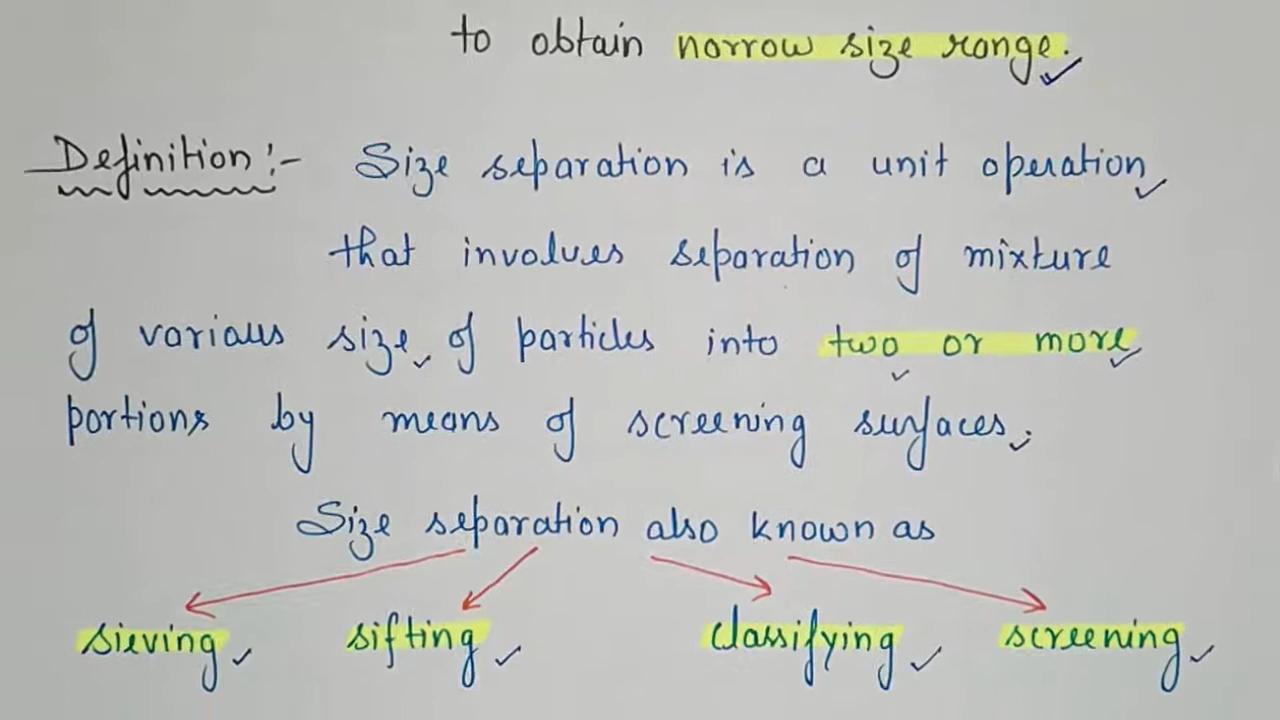 to obtain narrow size range.
Definition:- Size separation is a unit operation
that involves separation of mixture
of various size of particles into two or more
portions by means of screening surfaces.
Size separation also known as
sieving sifting classifying screening